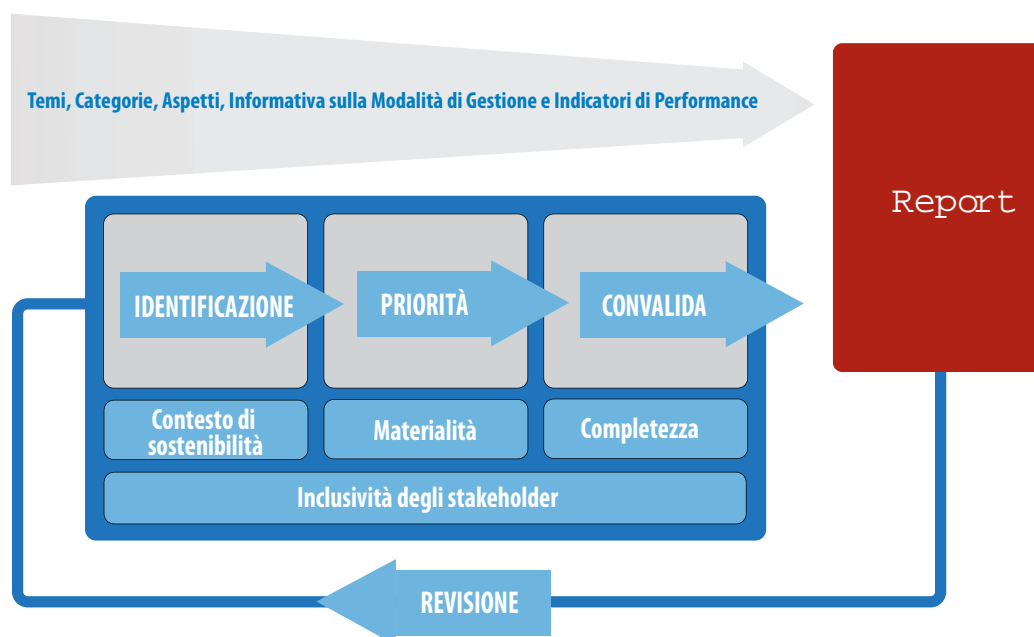 Temi, Categorie, Aspetti, Informativa sulla Modalità di Gestione e Indicatori di Performance
Report
IDENTIFICAZIONE
PRIORITÀ
CONVALIDA
Contesto di
sostenibilità
Materialità
Completezza
Inclusività degli stakeholder
REVISIONE